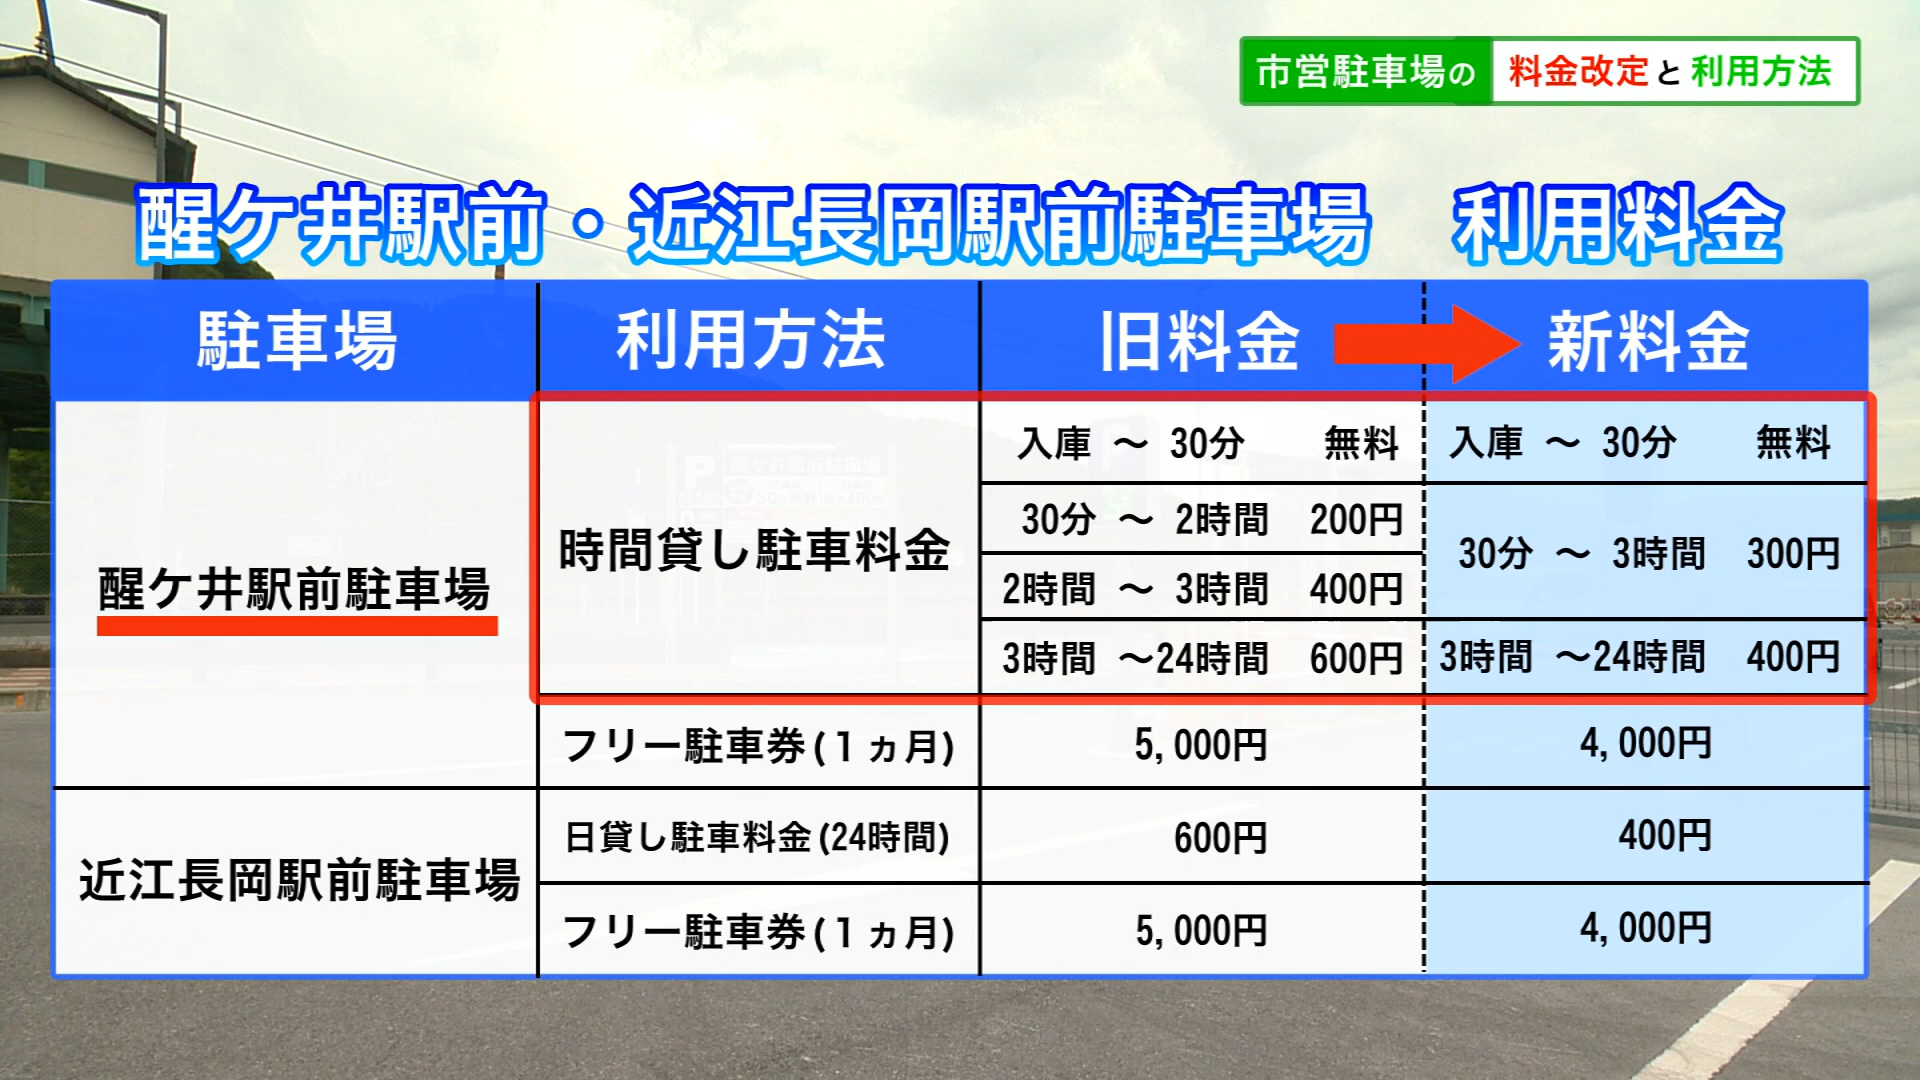 市営駐車場の 料金改定と利用方法
醒ケ井駅前・近江長岡駅前駐車場 利用料金
駐車場 利用方法 旧料金 新料金
醒ケ井駅前駐車場
時間貸し駐車料金
入庫 〜 30分 無料 入庫 〜 30分 無料
30分 〜 2時間 200円
30分 〜 3時間 300円
2時間 〜 3時間 400円
3時間 〜24時間 600円 3時間 〜24時間 400円
フリー駐車券(1ヵ月) 5,000円 4,000円
近江長岡駅前駐車場
日貸し駐車料金(24時間) 600円 400円
フリー駐車券(1ヵ月) 5,000円 4,000円